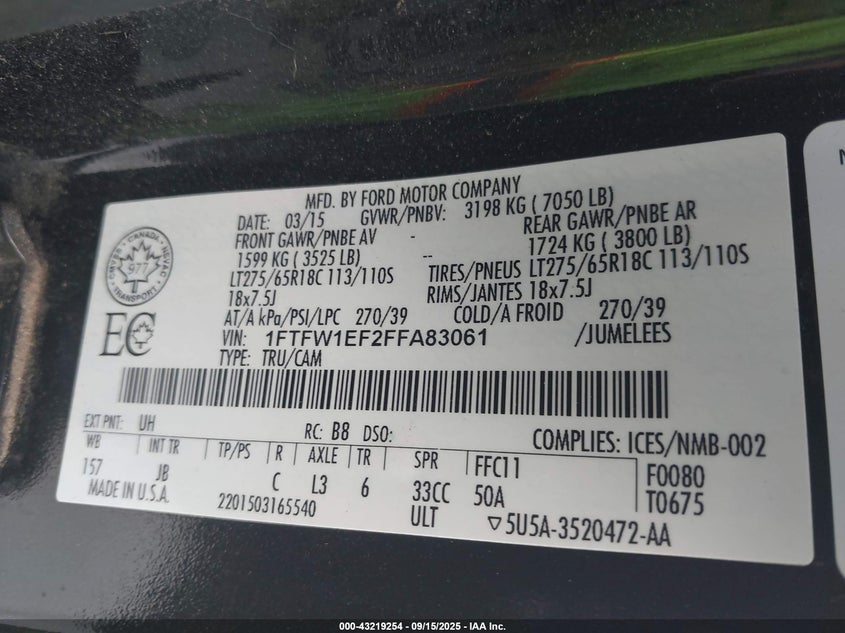 MFD. BY FORD MOTOR COMPANY
DATE: 03/15 GVWR/PNBV: 3198 KG ( 7050 LB)
FRONT GAWR/PNBE AV - REAR GAWR/PNBE AR
1599 KG ( 3525 LB) -- 1724 KG ( 3800 LB)
LT275/65R18C 113/110S TIRES/PNEUS LT275/65R18C 113/110S
18x7.5J RIMS/JANTES 18x7.5J
AT/A kPa/PSI/LPC 270/39 COLD/A FROID 270/39
VIN: 1FTFW1EF2FFA83061 /JUMELEES
TYPE: TRU/CAM
CANADA
TRANSPORT
977
EC
EXT PNT: UH RC: B8 DSO: COMPLIES: ICES/NMB-002
WB INT TR TP/PS R AXLE TR SPR FFC11 F0080
157 JB C L3 6 33CC 50A T0675
MADE IN U.S.A. 2201503165540 ULT ▽5U5A-3520472-AA
000-43219254 - 09/15/2025 - IAA Inc.